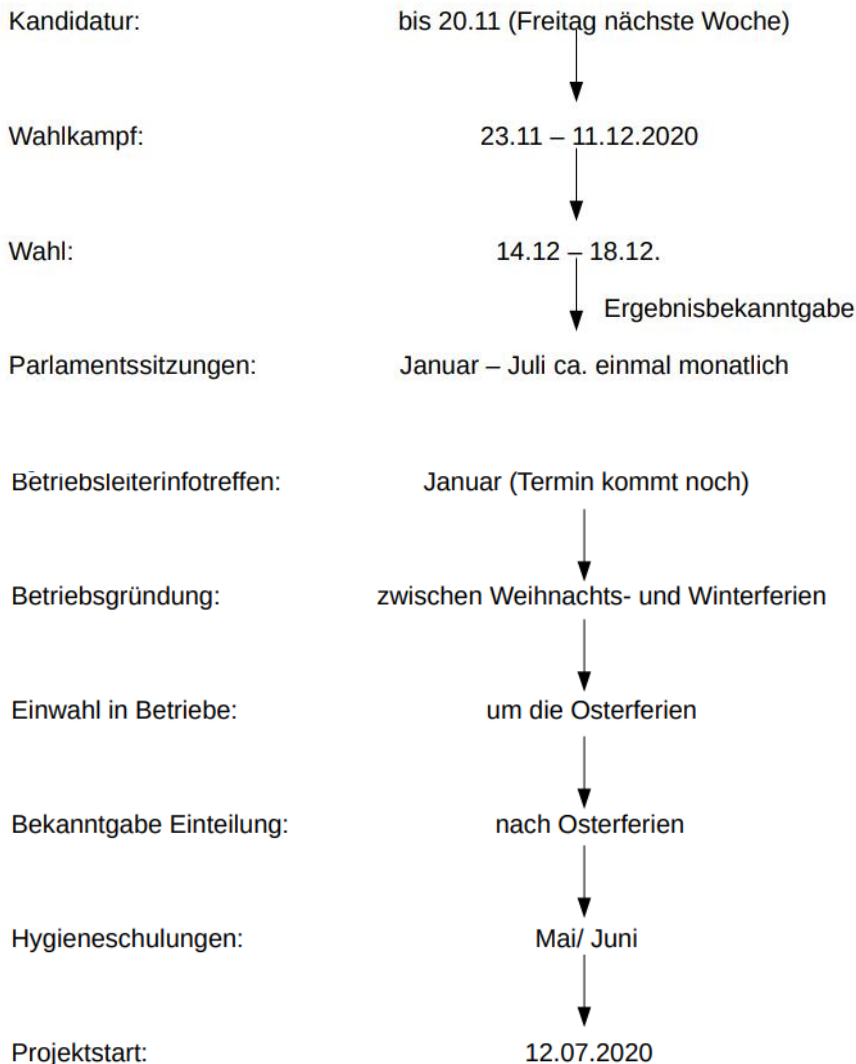 Kandidatur: bis 20.11 (Freitag nächste Woche)
Wahlkampf: 23.11 – 11.12.2020
Wahl: 14.12 – 18.12.
Ergebnisbekanntgabe
Parlamentssitzungen: Januar – Juli ca. einmal monatlich
Betriebsleiterinfotreffen: Januar (Termin kommt noch)
Betriebsgründung: zwischen Weihnachts- und Winterferien
Einwahl in Betriebe: um die Osterferien
Bekanntgabe Einteilung: nach Osterferien
Hygieneschulungen: Mai/ Juni
Projektstart: 12.07.2020